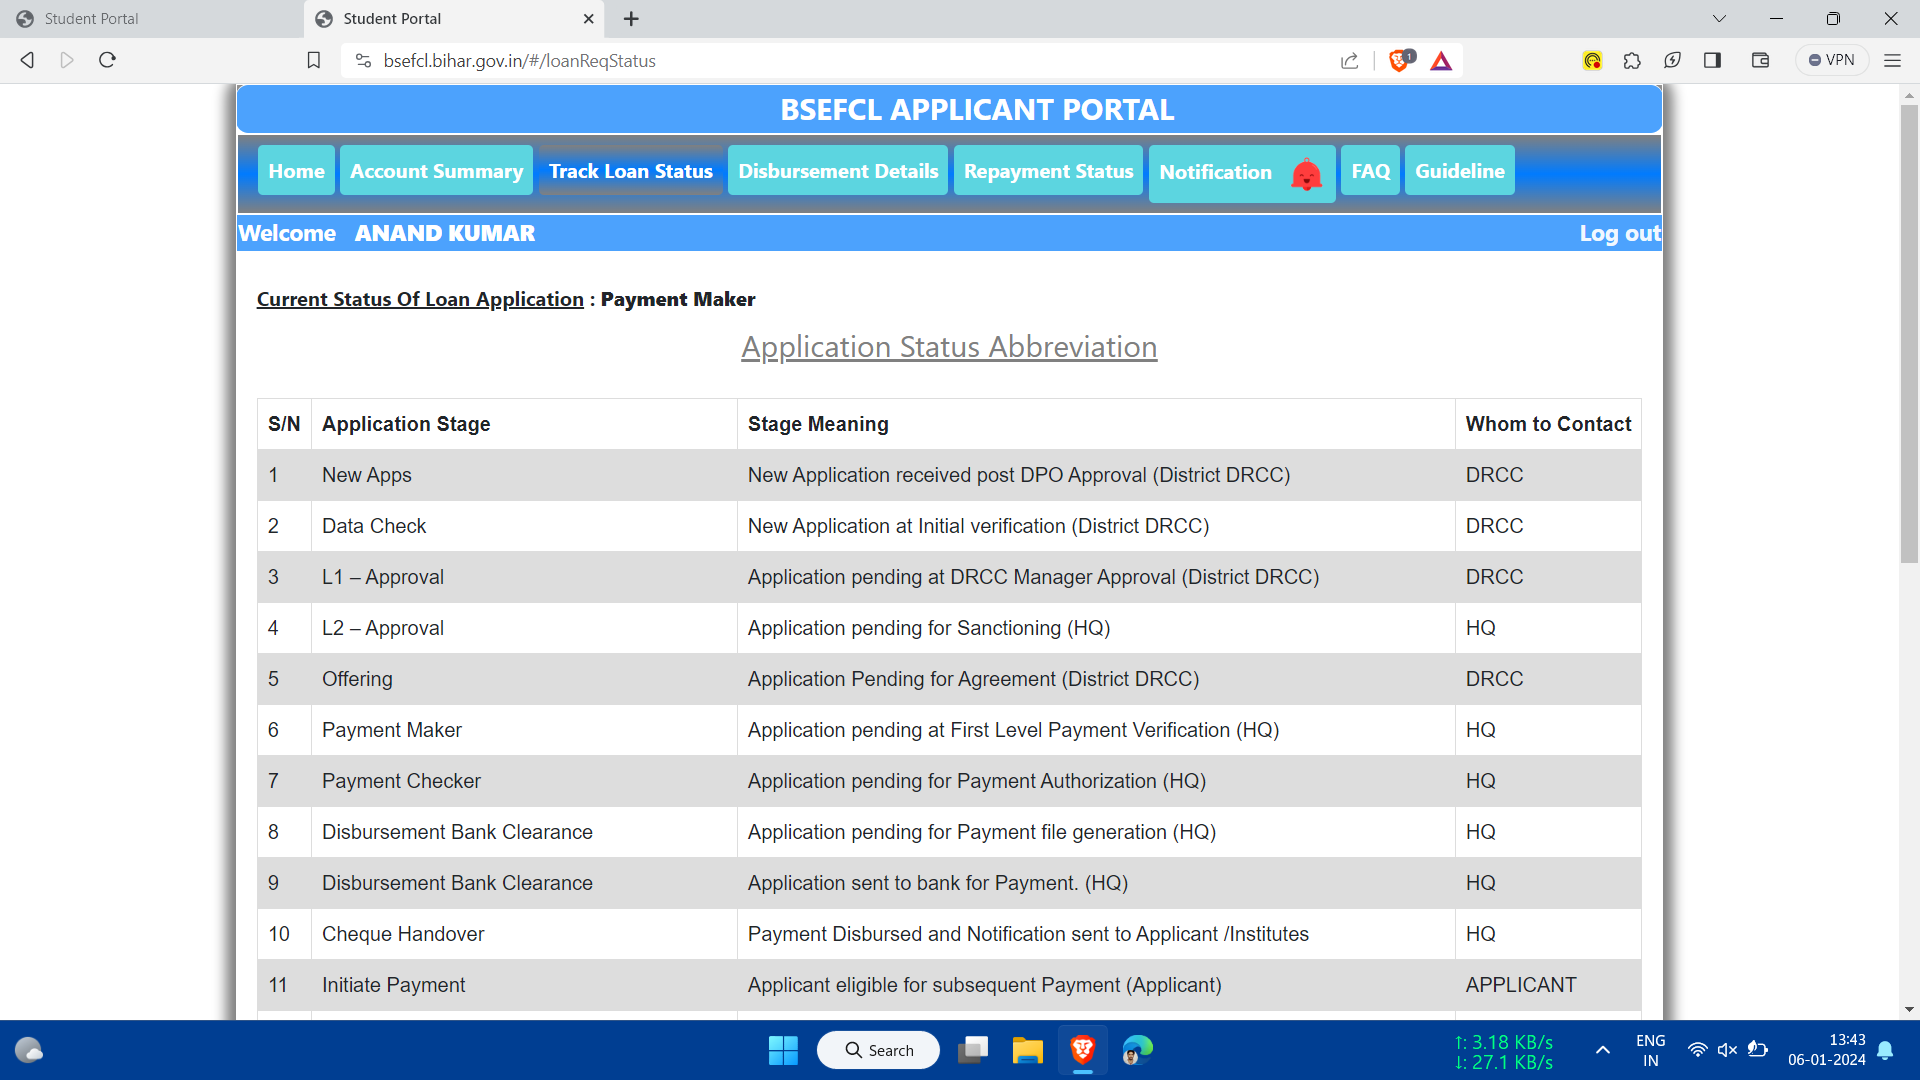 Student Portal
Student Portal
bsefcl.bihar.gov.in/#/loanReqStatus
1
VPN
BSEFCL APPLICANT PORTAL
Home Account Summary Track Loan Status Disbursement Details Repayment Status Notification FAQ Guideline
Welcome ANAND KUMAR Log out
Current Status Of Loan Application : Payment Maker
Application Status Abbreviation
S/N Application Stage Stage Meaning Whom to Contact
1 New Apps New Application received post DPO Approval (District DRCC) DRCC
2 Data Check New Application at Initial verification (District DRCC) DRCC
3 L1 – Approval Application pending at DRCC Manager Approval (District DRCC) DRCC
4 L2 – Approval Application pending for Sanctioning (HQ) HQ
5 Offering Application Pending for Agreement (District DRCC) DRCC
6 Payment Maker Application pending at First Level Payment Verification (HQ) HQ
7 Payment Checker Application pending for Payment Authorization (HQ) HQ
8 Disbursement Bank Clearance Application pending for Payment file generation (HQ) HQ
9 Disbursement Bank Clearance Application sent to bank for Payment. (HQ) HQ
10 Cheque Handover Payment Disbursed and Notification sent to Applicant /Institutes HQ
11 Initiate Payment Applicant eligible for subsequent Payment (Applicant) APPLICANT
Search
↑: 3.18 KB/s
↓: 27.1 KB/s
ENG
IN
13:43
06-01-2024